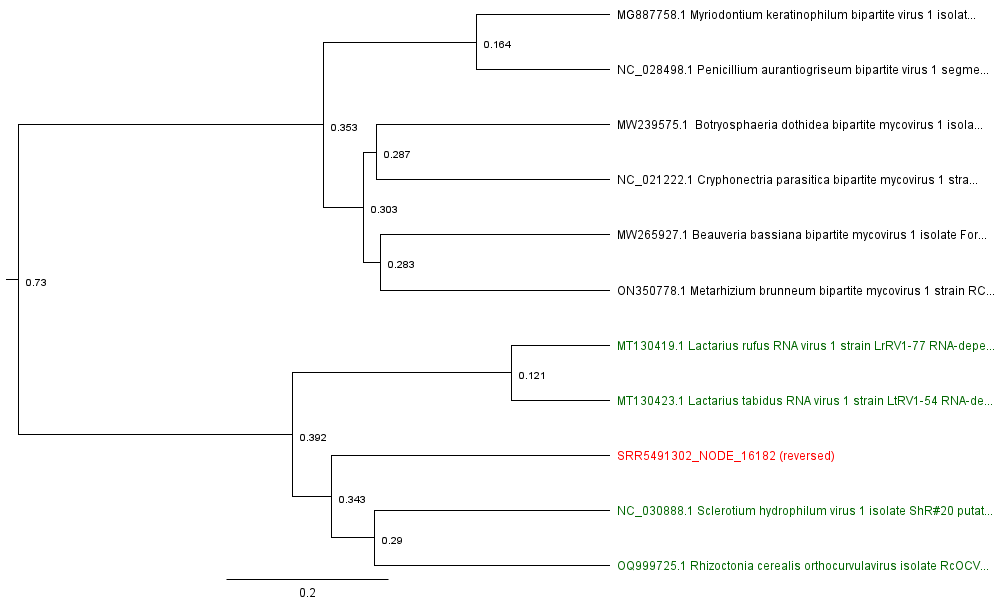 MG887758.1 Myriodontium keratinophilum bipartite virus 1 isolat...
0.164
NC_028498.1 Penicillium aurantiogriseum bipartite virus 1 segme...
0.353
MW239575.1  Botryosphaeria dothidea bipartite mycovirus 1 isola...
0.287
NC_021222.1 Cryphonectria parasitica bipartite mycovirus 1 stra...
0.303
MW265927.1 Beauveria bassiana bipartite mycovirus 1 isolate For...
0.283
0.73
ON350778.1 Metarhizium brunneum bipartite mycovirus 1 strain RC...
MT130419.1 Lactarius rufus RNA virus 1 strain LrRV1-77 RNA-depe...
0.121
MT130423.1 Lactarius tabidus RNA virus 1 strain LtRV1-54 RNA-de...
0.392
SRR5491302_NODE_16182 (reversed)
0.343
NC_030888.1 Sclerotium hydrophilum virus 1 isolate ShR#20 putat...
0.29
OQ999725.1 Rhizoctonia cerealis orthocurvulavirus isolate RcOCV...
0.2